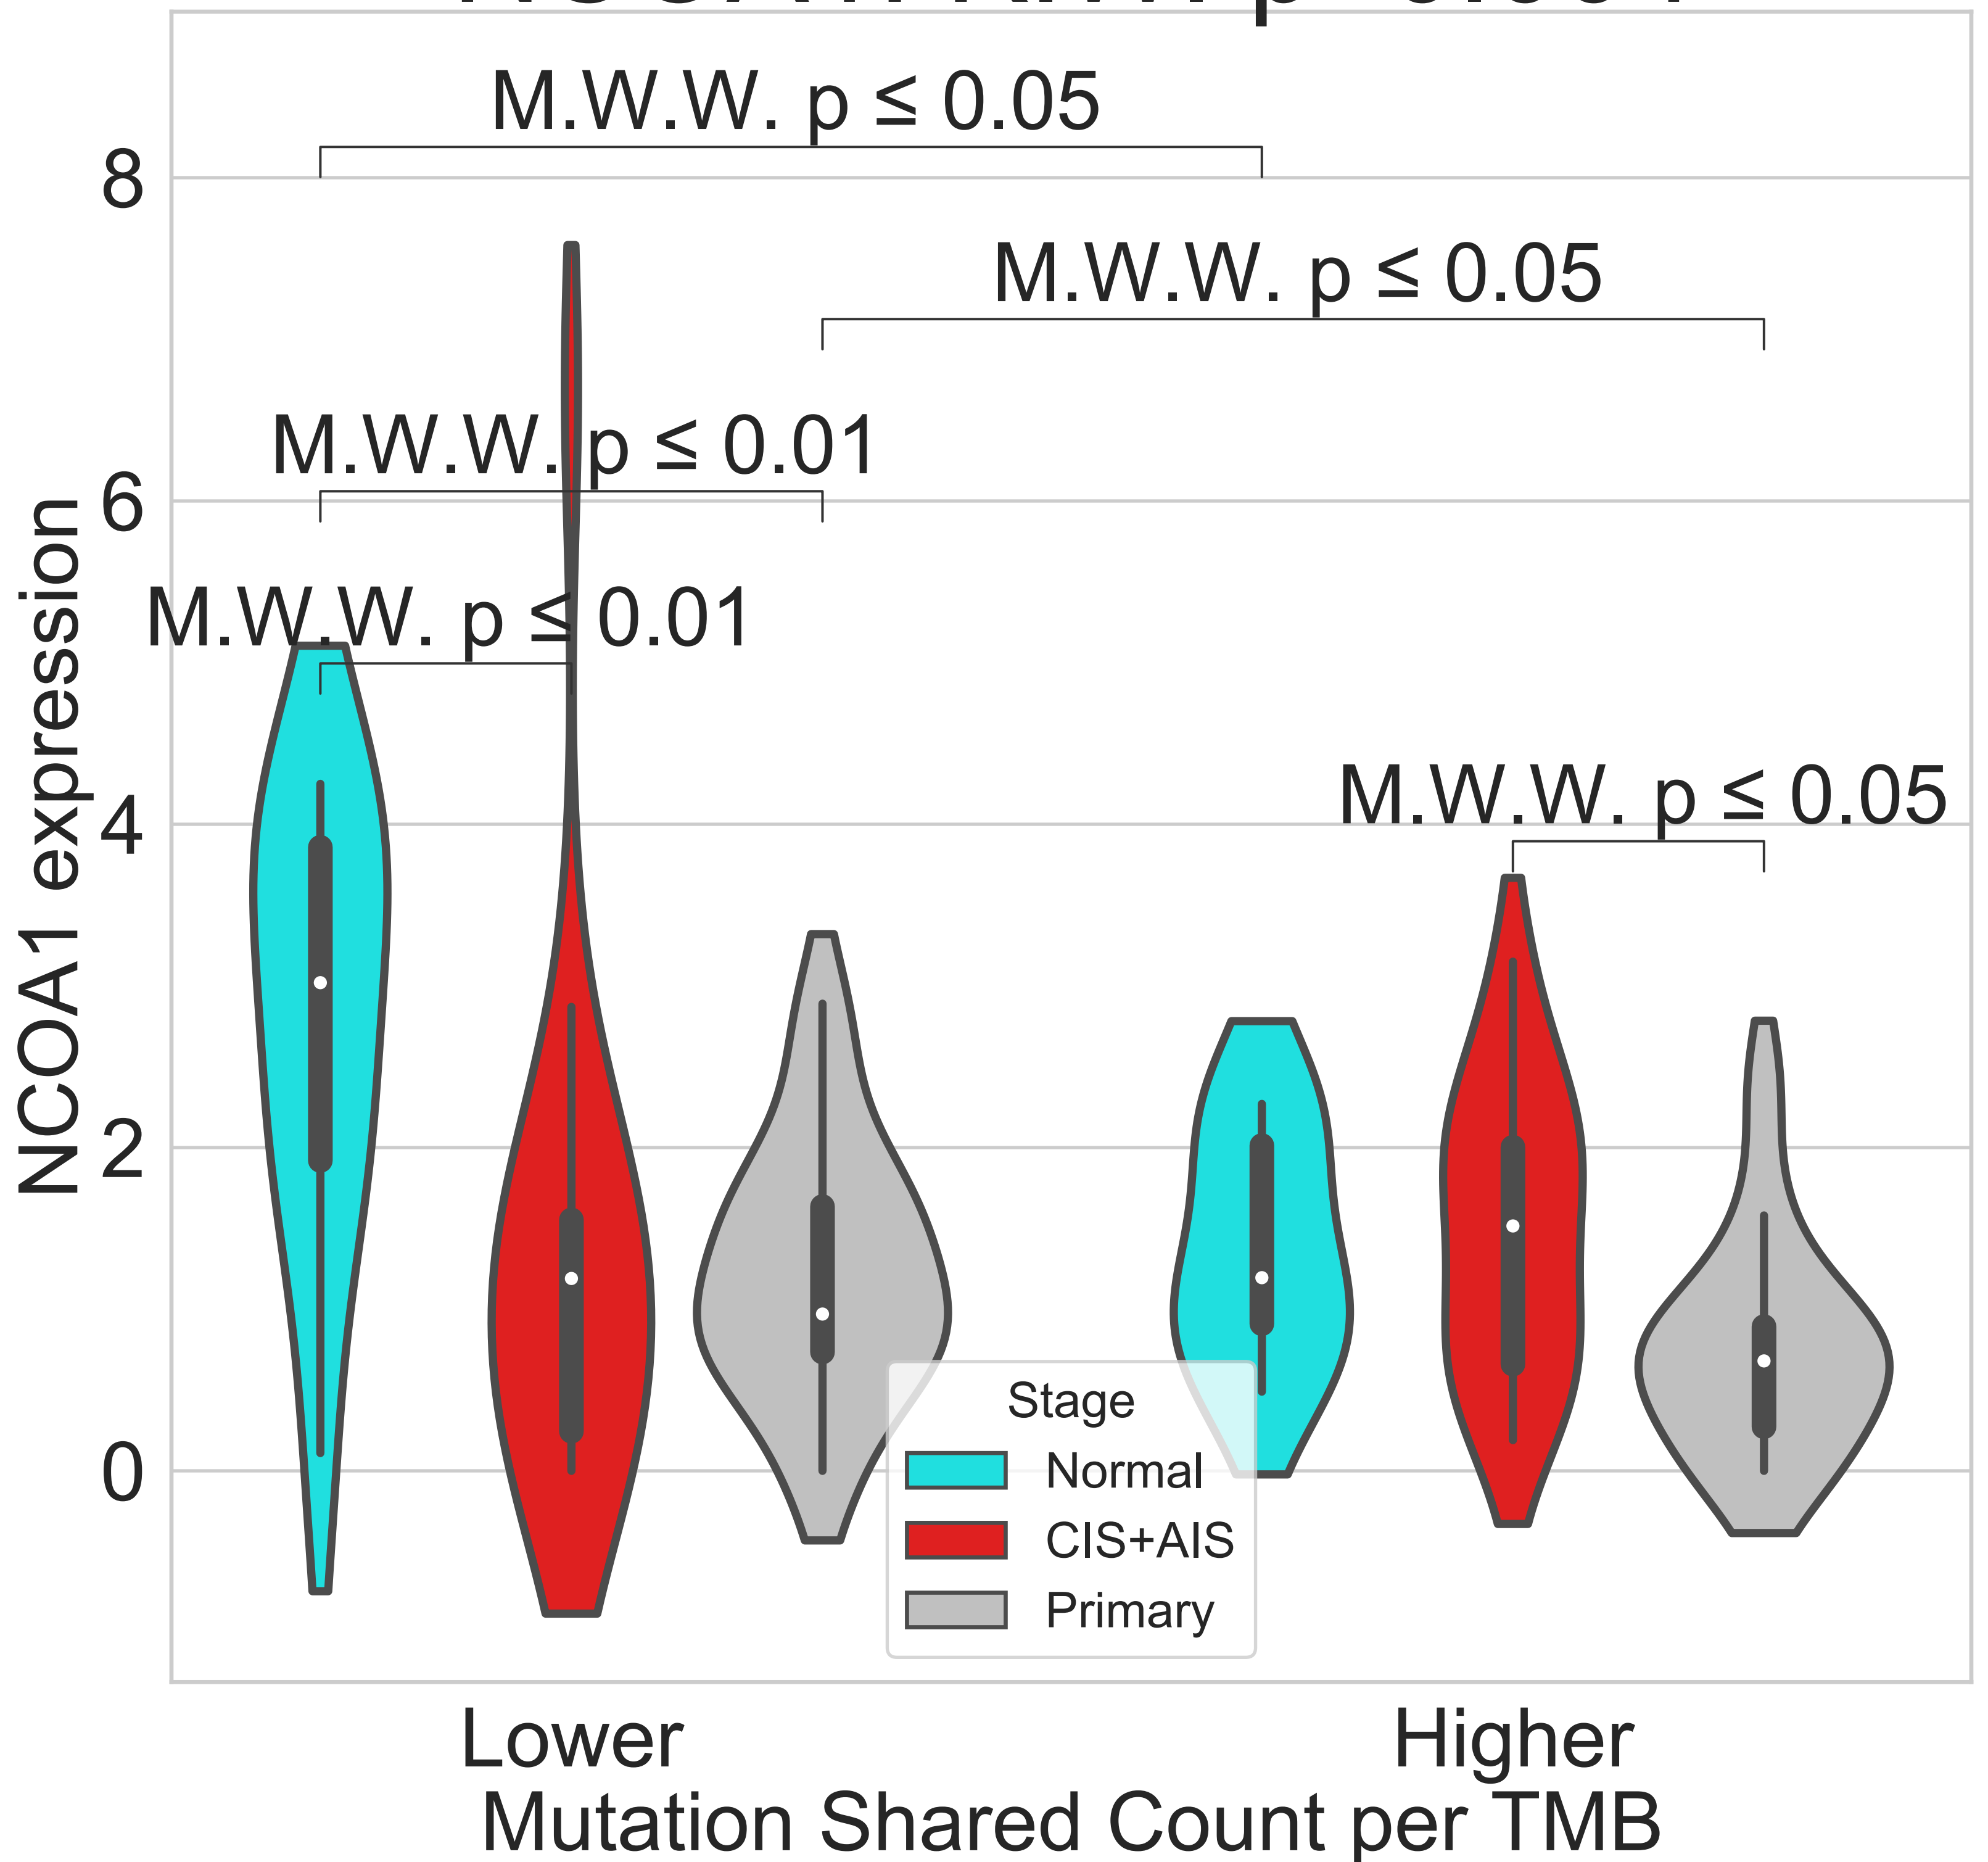 M.W.W. p ≤ 0.05
8
M.W.W. p ≤ 0.05
M.W.W. p ≤ 0.01
6
M.W.W. p ≤ 0.01
M.W.W. p ≤ 0.05
4
NCOA1 expression
2
0
Stage
Normal
CIS+AIS
Primary
Lower
Higher
Mutation Shared Count per TMB